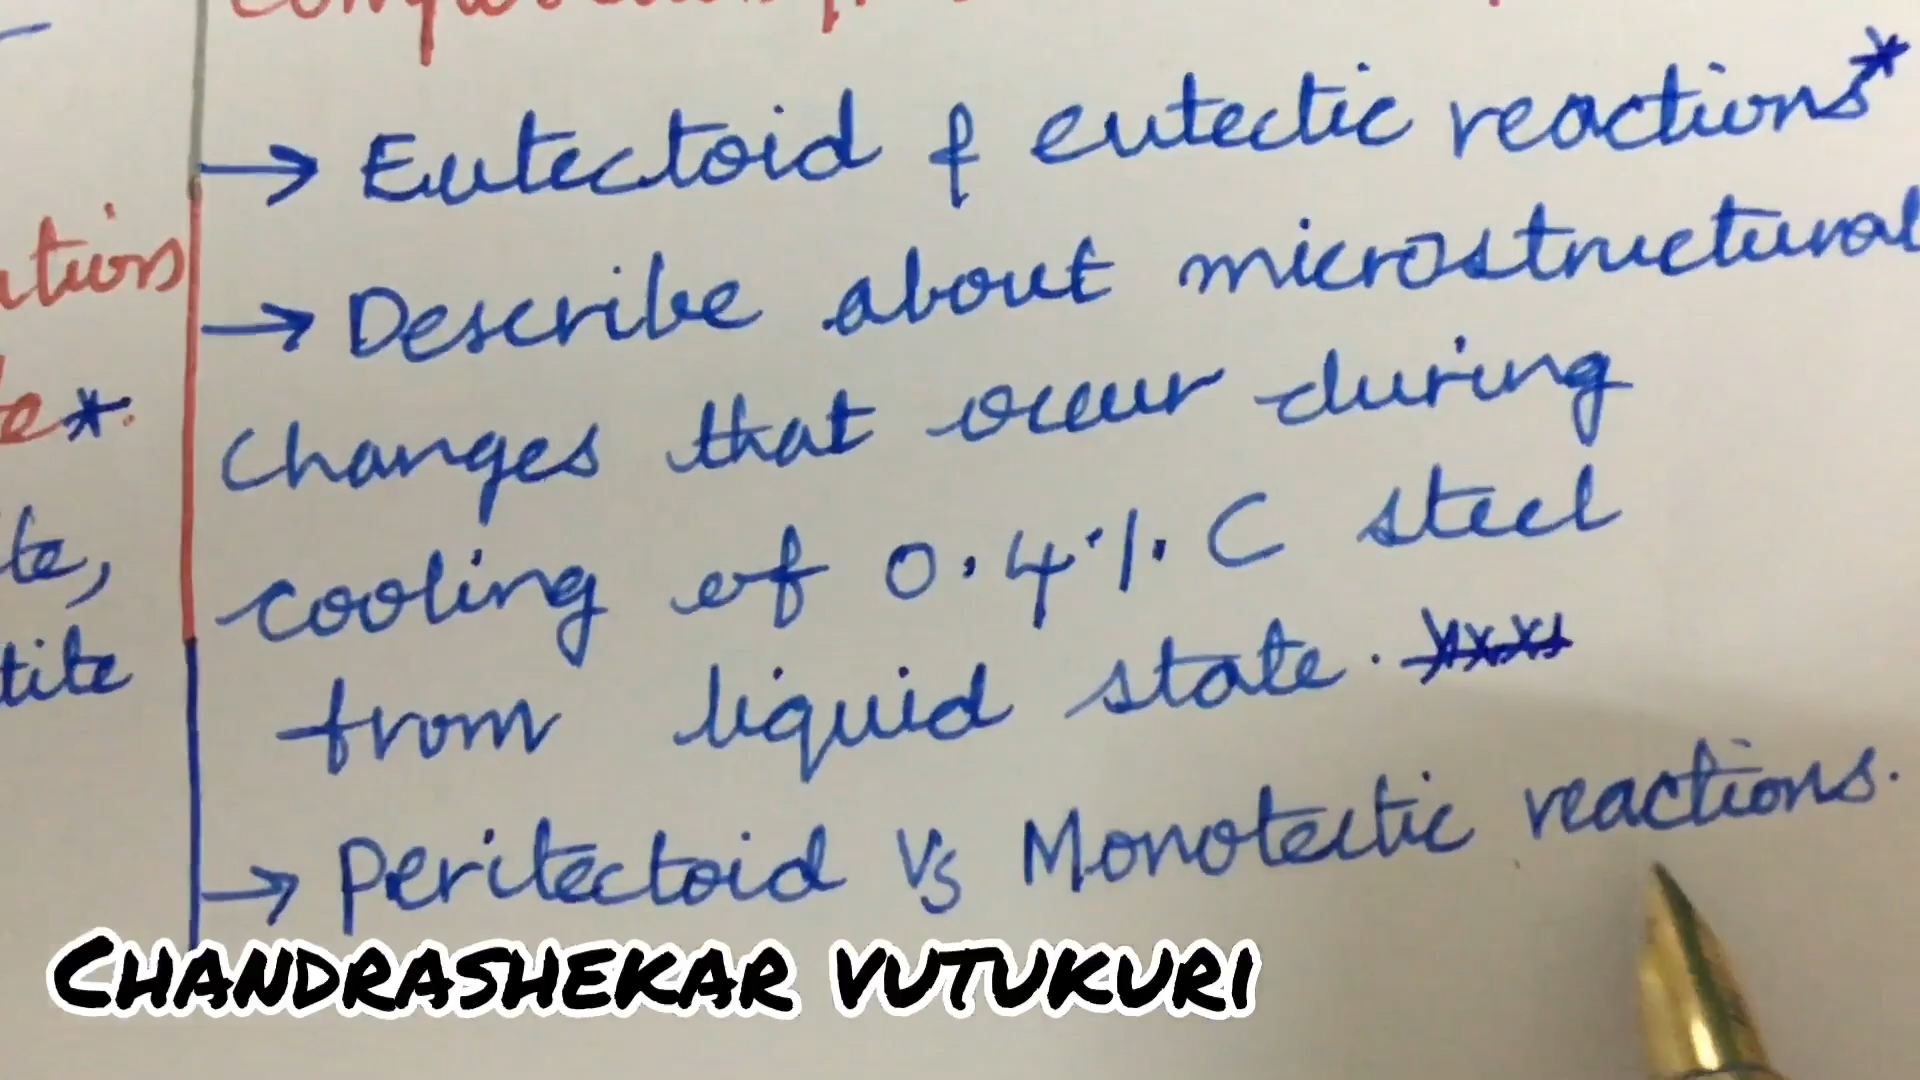 → Eutectoid & eutectic reactions*
→ Describe about microstructural
changes that occur during
cooling of 0.4% C steel
from liquid state. ****
→ Peritectoid Vs Monotectic reactions.
CHANDRASHEKAR VUTUKURI